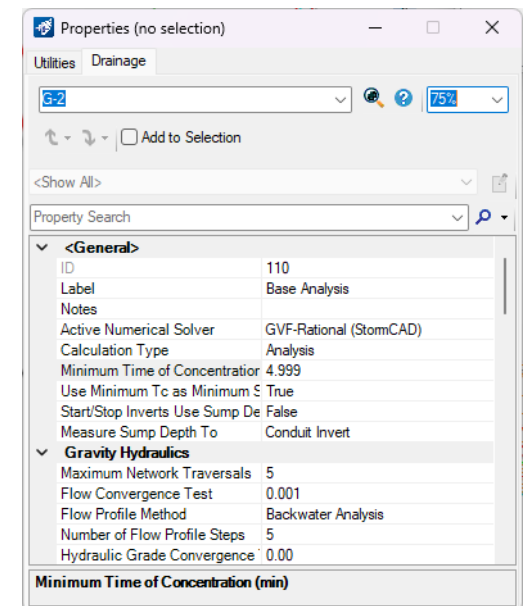 Properties (no selection)
Utilities Drainage
G-2 75%
Add to Selection
<Show All>
Property Search
<General>
ID 110
Label Base Analysis
Notes
Active Numerical Solver GVF-Rational (StormCAD)
Calculation Type Analysis
Minimum Time of Concentration 4.999
Use Minimum Tc as Minimum S True
Start/Stop Inverts Use Sump De False
Measure Sump Depth To Conduit Invert
Gravity Hydraulics
Maximum Network Traversals 5
Flow Convergence Test 0.001
Flow Profile Method Backwater Analysis
Number of Flow Profile Steps 5
Hydraulic Grade Convergence 0.00
Minimum Time of Concentration (min)